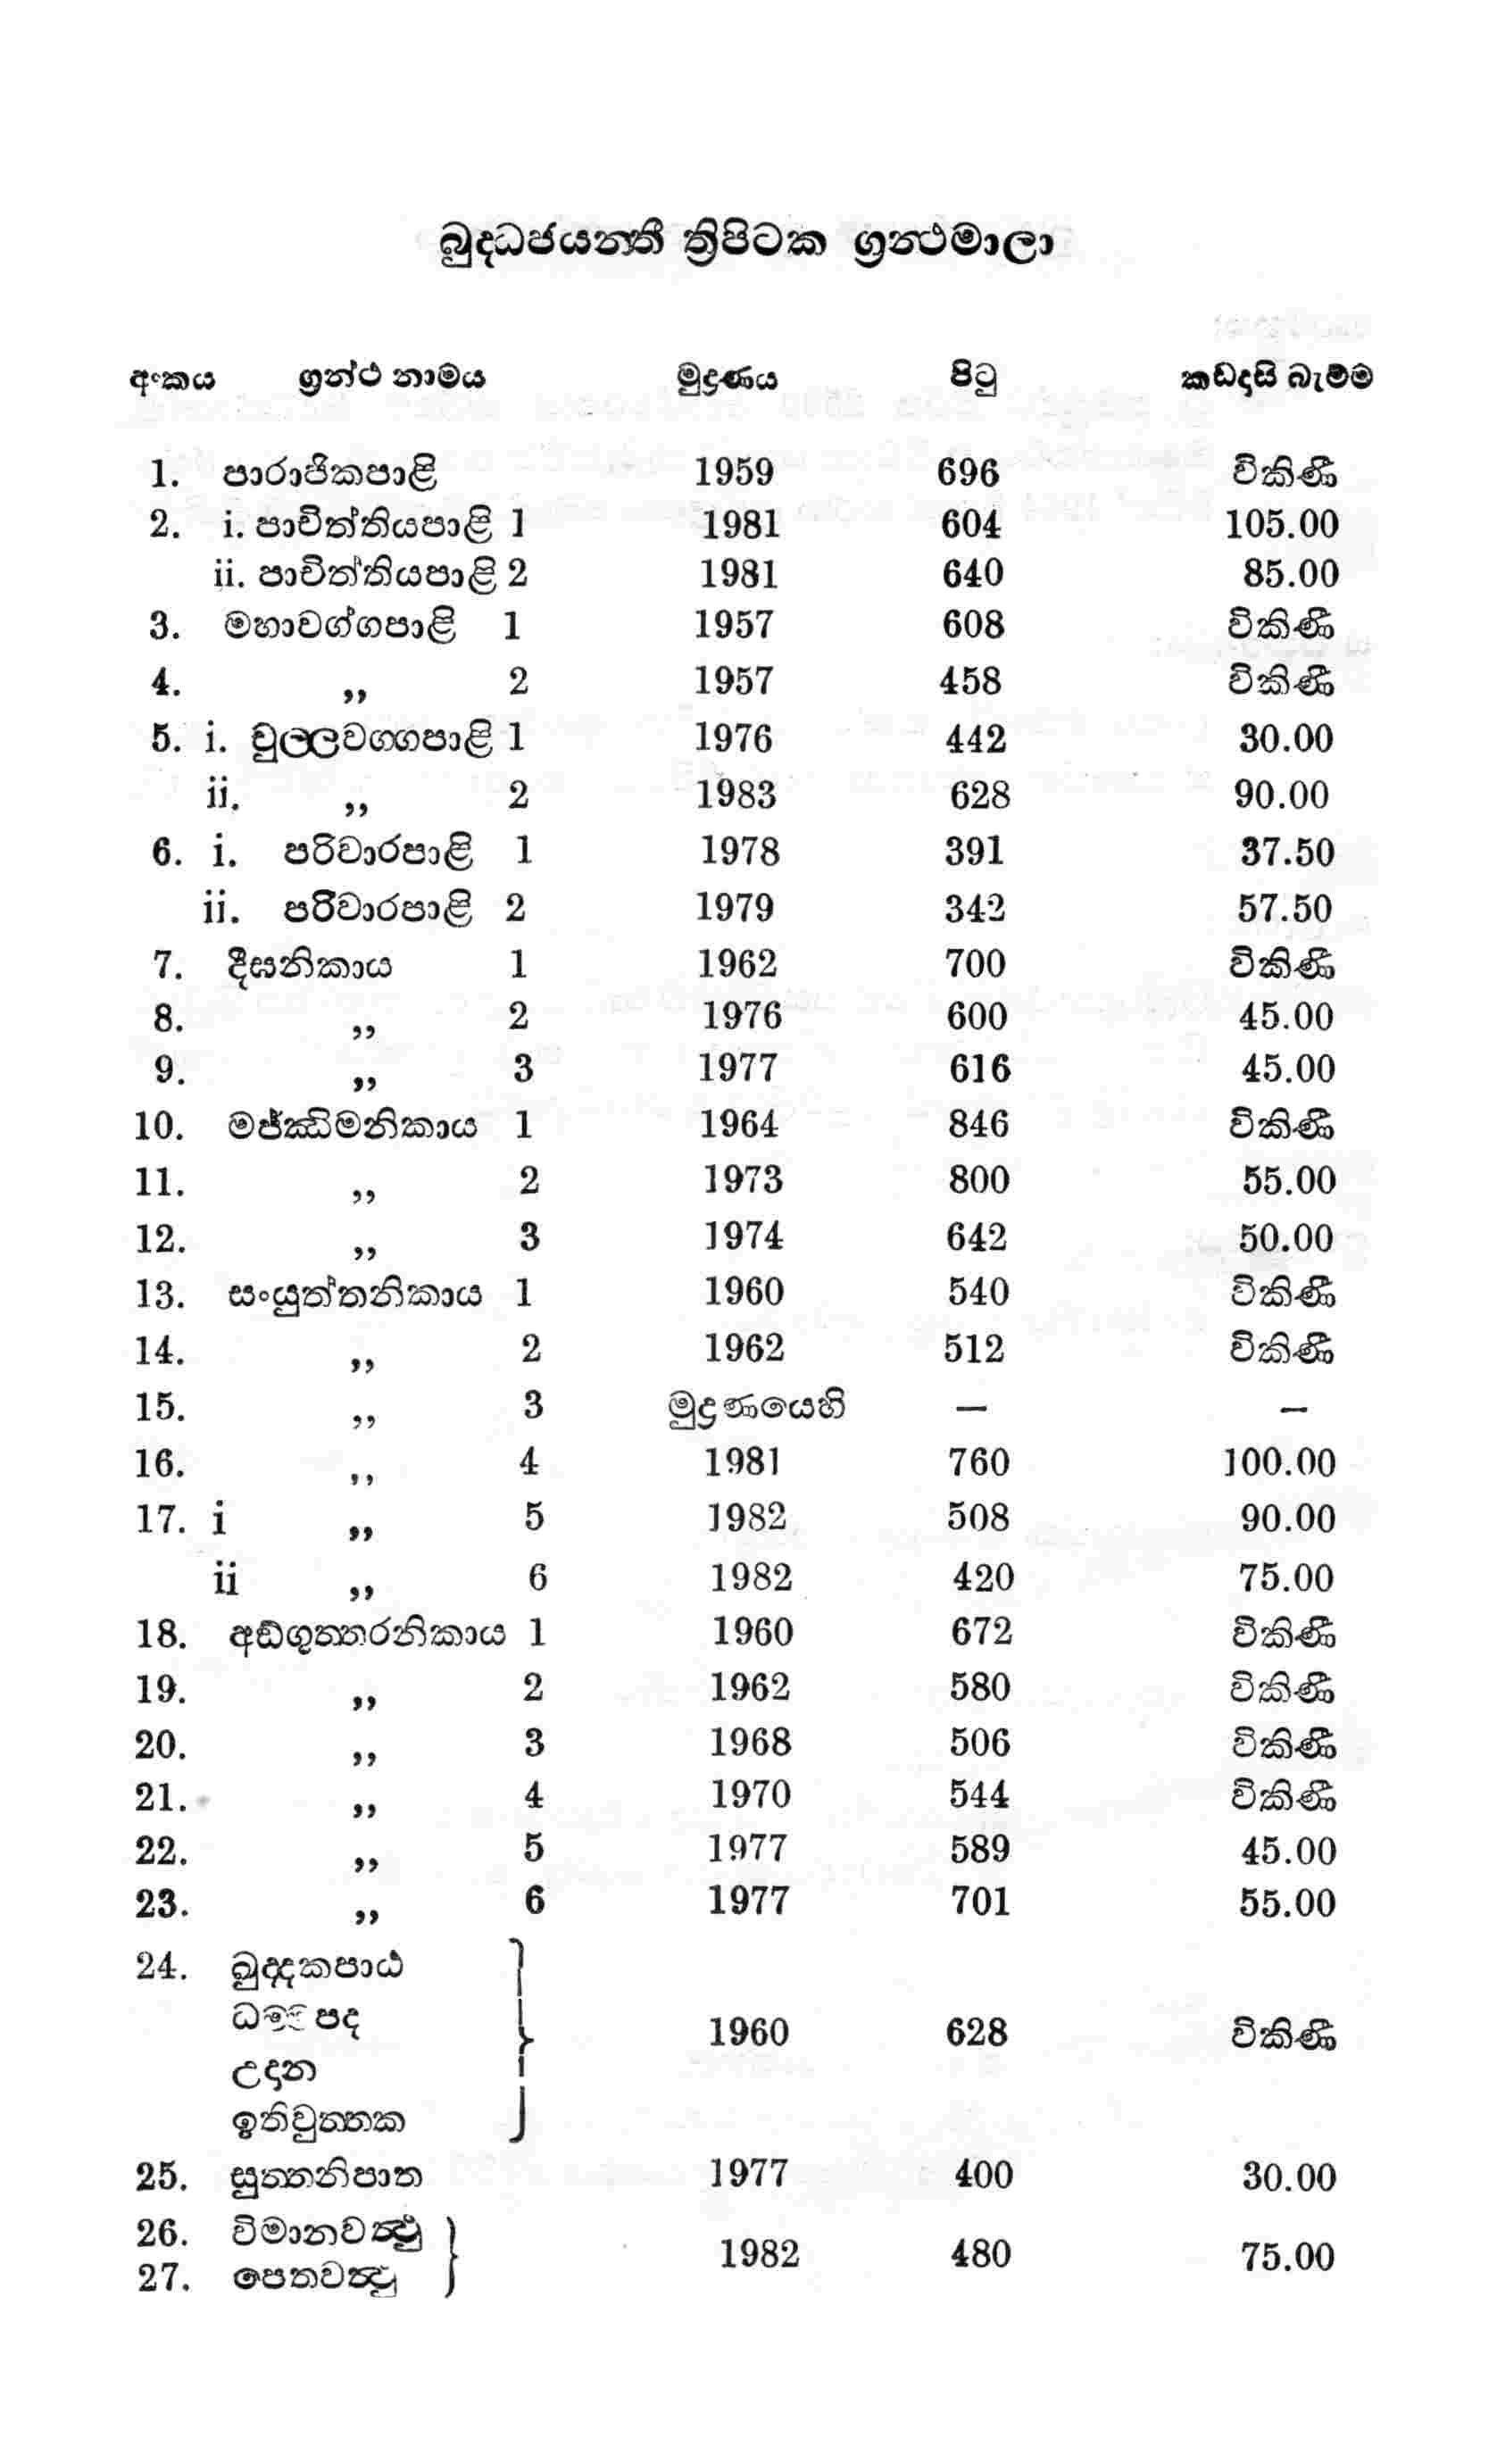 බුද්ධජයන්තී ත්‍රිපිටක ග්‍රන්ථමාලා
අංකය ග්‍රන්ථ නාමය මුද්‍රණය පිටු කඩදාසි බැම්ම
1. පාරාජිකපාළි 1959 696 විකිණී
2. i. පාචිත්තියපාළි 1 1981 604 105.00
ii. පාචිත්තියපාළි 2 1981 640 85.00
3. මහාවග්ගපාළි 1 1957 608 විකිණී
4. ,, 2 1957 458 විකිණී
5. i. චුල්ලවග්ගපාළි 1 1976 442 30.00
ii. ,, 2 1983 628 90.00
6. i. පරිවාරපාළි 1 1978 391 37.50
ii. පරිවාරපාළි 2 1979 342 57.50
7. දීඝනිකාය 1 1962 700 විකිණී
8. ,, 2 1976 600 45.00
9. ,, 3 1977 616 45.00
10. මජ්ඣිමනිකාය 1 1964 846 විකිණී
11. ,, 2 1973 800 55.00
12. ,, 3 1974 642 50.00
13. සංයුත්තනිකාය 1 1960 540 විකිණී
14. ,, 2 1962 512 විකිණී
15. ,, 3 මුද්‍රණයෙහි — –
16. ,, 4 1981 760 100.00
17. i ,, 5 1982 508 90.00
ii ,, 6 1982 420 75.00
18. අඞ්ගුත්තරනිකාය 1 1960 672 විකිණී
19. ,, 2 1962 580 විකිණී
20. ,, 3 1968 506 විකිණී
21. ,, 4 1970 544 විකිණී
22. ,, 5 1977 589 45.00
23. ,, 6 1977 701 55.00
24. ඛුද්දකපාඨ
ධම්මපද 1960 628 විකිණී
උදාන
ඉතිවුත්තක
25. සුත්තනිපාත 1977 400 30.00
26. විමානවත්ථු 1982 480 75.00
27. පෙතවත්ථු